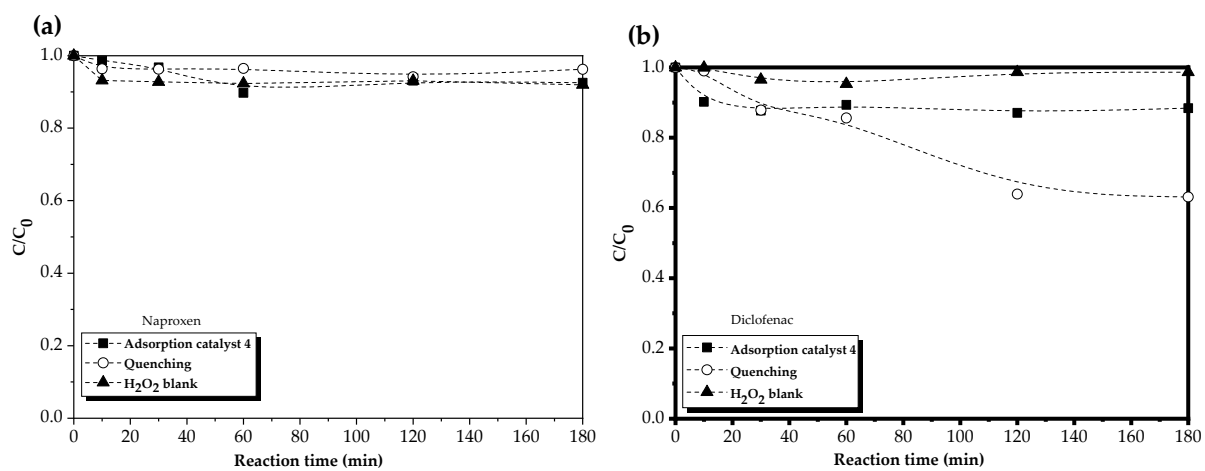 (a)
1.0
0.8
0.6
0.4
0.2
0.0
C/C0
Naproxen
Adsorption catalyst 4
Quenching
H2O2 blank
0 20 40 60 80 100 120 140 160 180
Reaction time (min)
(b)
1.0
0.8
0.6
0.4
0.2
0.0
C/C0
Diclofenac
Adsorption catalyst 4
Quenching
H2O2 blank
0 20 40 60 80 100 120 140 160 180
Reaction time (min)